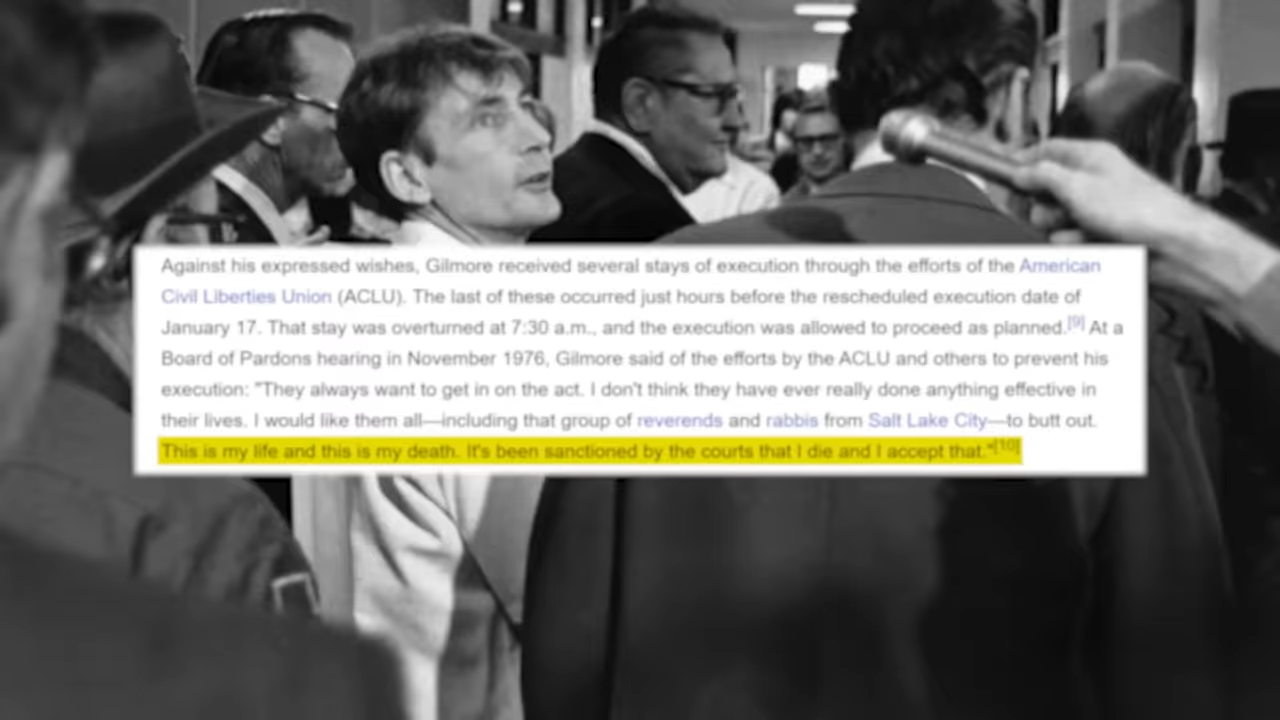 Against his expressed wishes, Gilmore received several stays of execution through the efforts of the American
Civil Liberties Union (ACLU). The last of these occurred just hours before the rescheduled execution date of
January 17. That stay was overturned at 7:30 a.m., and the execution was allowed to proceed as planned.[9] At a
Board of Pardons hearing in November 1976, Gilmore said of the efforts by the ACLU and others to prevent his
execution: "They always want to get in on the act. I don't think they have ever really done anything effective in
their lives. I would like them all—including that group of reverends and rabbis from Salt Lake City—to butt out.
This is my life and this is my death. It's been sanctioned by the courts that I die and I accept that."[10]